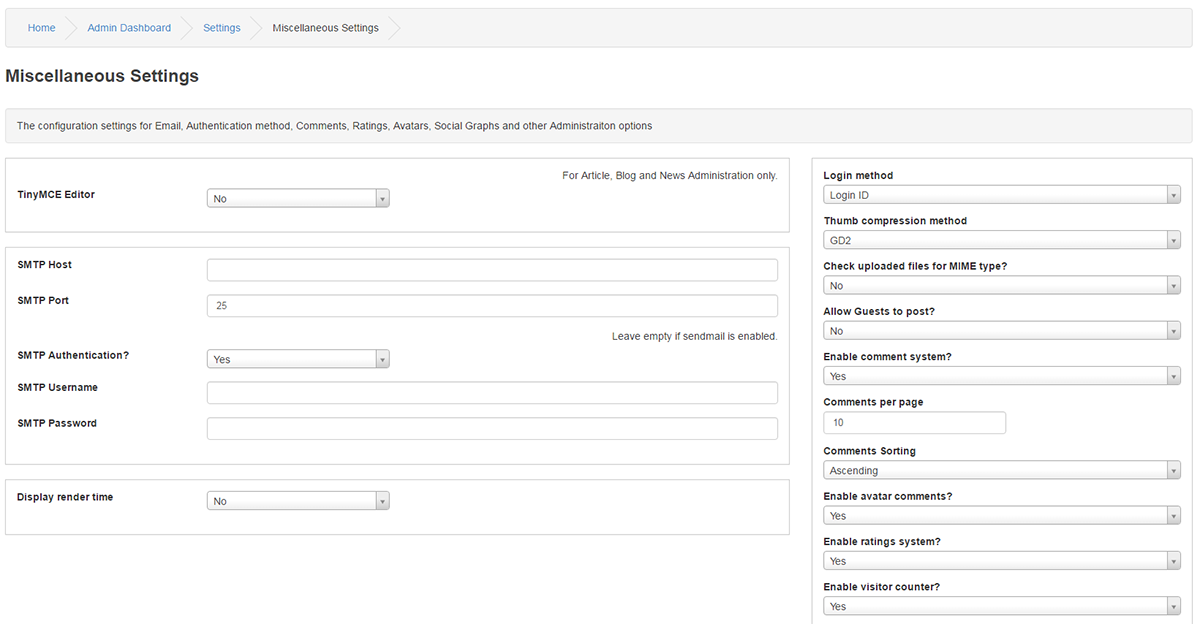 Home Admin Dashboard Settings Miscellaneous Settings
Miscellaneous Settings
The configuration settings for Email, Authentication method, Comments, Ratings, Avatars, Social Graphs and other Administraiton options
For Article, Blog and News Administration only.
TinyMCE Editor No
SMTP Host
SMTP Port 25
Leave empty if sendmail is enabled.
SMTP Authentication? Yes
SMTP Username
SMTP Password
Display render time No
Login method
Login ID
Thumb compression method
GD2
Check uploaded files for MIME type?
No
Allow Guests to post?
No
Enable comment system?
Yes
Comments per page
10
Comments Sorting
Ascending
Enable avatar comments?
Yes
Enable ratings system?
Yes
Enable visitor counter?
Yes